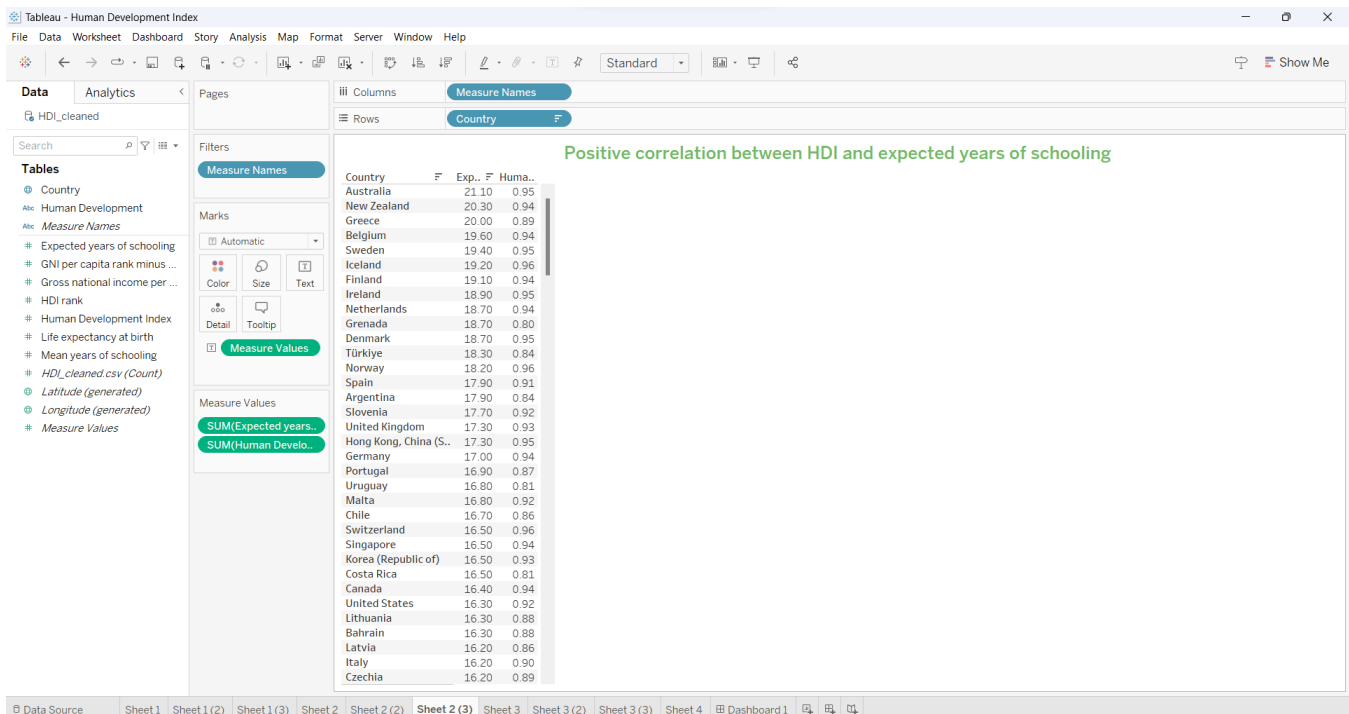 Tableau - Human Development Index
File Data Worksheet Dashboard Story Analysis Map Format Server Window Help
Standard
Show Me
Data Analytics
HDI_cleaned
Search
Tables
Country
Abc Human Development
Abc Measure Names
# Expected years of schooling
# GNI per capita rank minus ...
# Gross national income per ...
# HDI rank
# Human Development Index
# Life expectancy at birth
# Mean years of schooling
# HDI_cleaned.csv (Count)
Latitude (generated)
Longitude (generated)
# Measure Values
Pages
Filters
Measure Names
Marks
Automatic
Color Size Text
Detail Tooltip
Measure Values
Measure Values
SUM(Expected years..
SUM(Human Develo..
Columns Measure Names
Rows Country
Positive correlation between HDI and expected years of schooling
Country Exp.. Huma..
Australia 21.10 0.95
New Zealand 20.30 0.94
Greece 20.00 0.89
Belgium 19.60 0.94
Sweden 19.40 0.95
Iceland 19.20 0.96
Finland 19.10 0.94
Ireland 18.90 0.95
Netherlands 18.70 0.94
Grenada 18.70 0.80
Denmark 18.70 0.95
Türkiye 18.30 0.84
Norway 18.20 0.96
Spain 17.90 0.91
Argentina 17.90 0.84
Slovenia 17.70 0.92
United Kingdom 17.30 0.93
Hong Kong, China (S.. 17.30 0.95
Germany 17.00 0.94
Portugal 16.90 0.87
Uruguay 16.80 0.81
Malta 16.80 0.92
Chile 16.70 0.86
Switzerland 16.50 0.96
Singapore 16.50 0.94
Korea (Republic of) 16.50 0.93
Costa Rica 16.50 0.81
Canada 16.40 0.94
United States 16.30 0.92
Lithuania 16.30 0.88
Bahrain 16.30 0.88
Latvia 16.20 0.86
Italy 16.20 0.90
Czechia 16.20 0.89
Data Source Sheet 1 Sheet 1 (2) Sheet 1 (3) Sheet 2 Sheet 2 (2) Sheet 2 (3) Sheet 3 Sheet 3 (2) Sheet 3 (3) Sheet 4 Dashboard 1